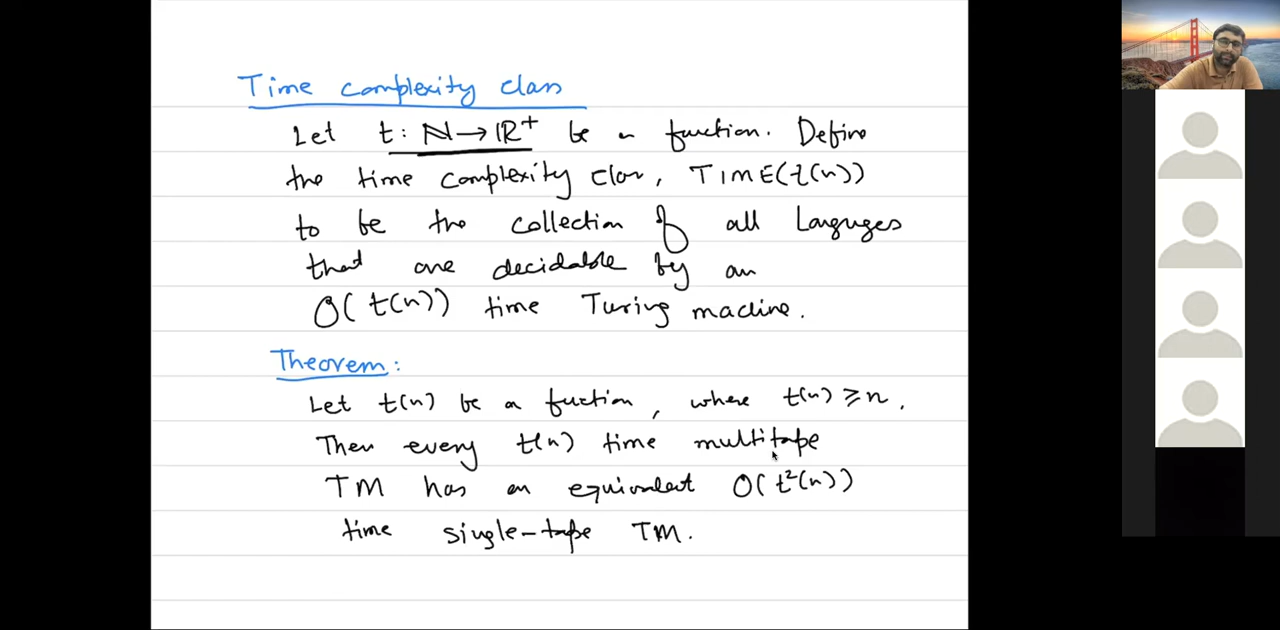 Time complexity class
Let t: ℕ → ℝ⁺ be a function. Define
the time complexity class, TIME(t(n))
to be the collection of all Languges
that are decidable by an
O(t(n)) time Turing machine.
Theorem:
Let t(n) be a fuction, where t(n) ≥ n.
Then every t(n) time multitape
TM has an equivalent O(t²(n))
time single-tape TM.